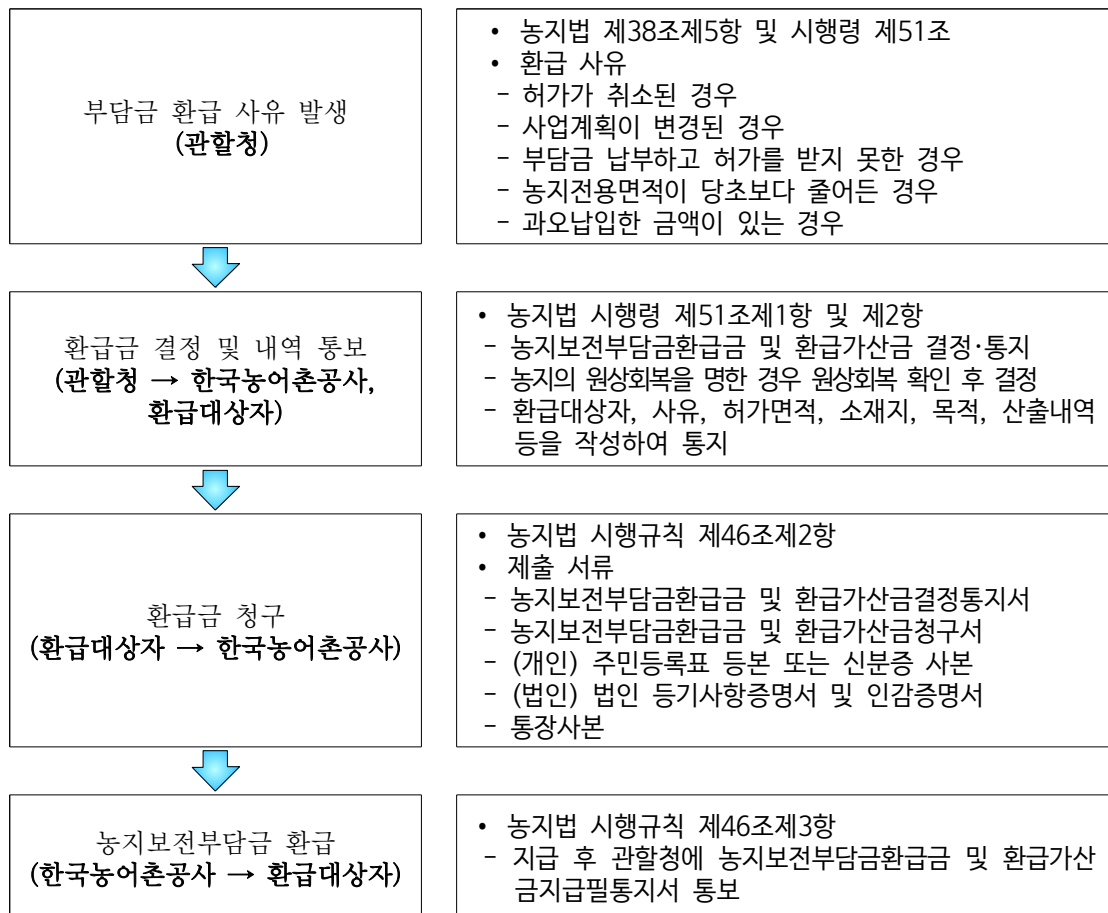 부담금 환급 사유 발생
(관할청)
• 농지법 제38조제5항 및 시행령 제51조
• 환급 사유
- 허가가 취소된 경우
- 사업계획이 변경된 경우
- 부담금 납부하고 허가를 받지 못한 경우
- 농지전용면적이 당초보다 줄어든 경우
- 과오납입한 금액이 있는 경우
환급금 결정 및 내역 통보
(관할청 → 한국농어촌공사,
환급대상자)
• 농지법 시행령 제51조제1항 및 제2항
- 농지보전부담금환급금 및 환급가산금 결정·통지
- 농지의 원상회복을 명한 경우 원상회복 확인 후 결정
- 환급대상자, 사유, 허가면적, 소재지, 목적, 산출내역
등을 작성하여 통지
환급금 청구
(환급대상자 → 한국농어촌공사)
• 농지법 시행규칙 제46조제2항
• 제출 서류
- 농지보전부담금환급금 및 환급가산금결정통지서
- 농지보전부담금환급금 및 환급가산금청구서
- (개인) 주민등록표 등본 또는 신분증 사본
- (법인) 법인 등기사항증명서 및 인감증명서
- 통장사본
농지보전부담금 환급
(한국농어촌공사 → 환급대상자)
• 농지법 시행규칙 제46조제3항
- 지급 후 관할청에 농지보전부담금환급금 및 환급가산
금지급필통지서 통보